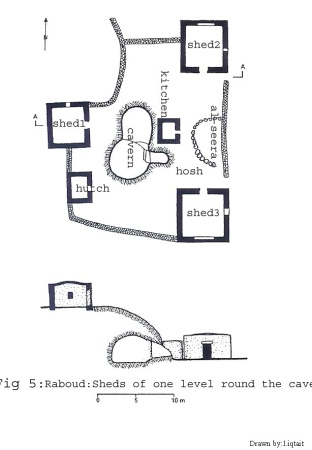 N
shed2
A
kitchen
al-seera
A
shed1
cavern
hosh
hutch
shed3
Fig 5:Raboud:Sheds of one level round the cave
0 5 10 m
Drawn by:Liqtait